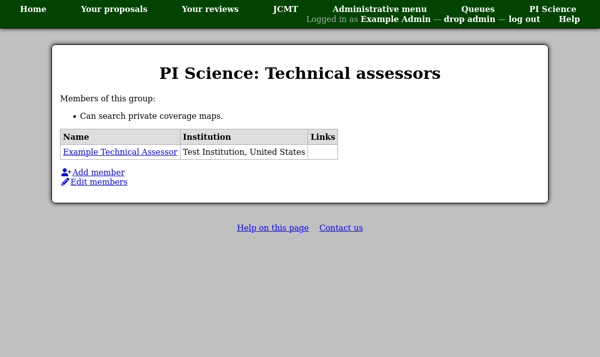 Home Your proposals Your reviews JCMT Administrative menu Queues PI Science
Logged in as Example Admin — drop admin — log out Help
PI Science: Technical assessors
Members of this group:
• Can search private coverage maps.
Name Institution Links
Example Technical Assessor Test Institution, United States
Add member
Edit members
Help on this page Contact us